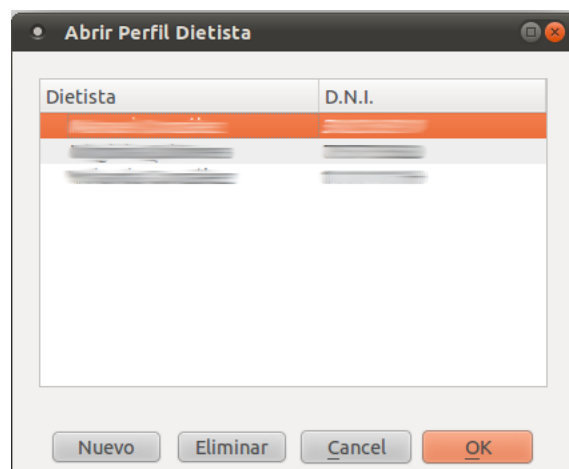 Abrir Perfil Dietista
Dietista D.N.I.
Nuevo Eliminar Cancel OK